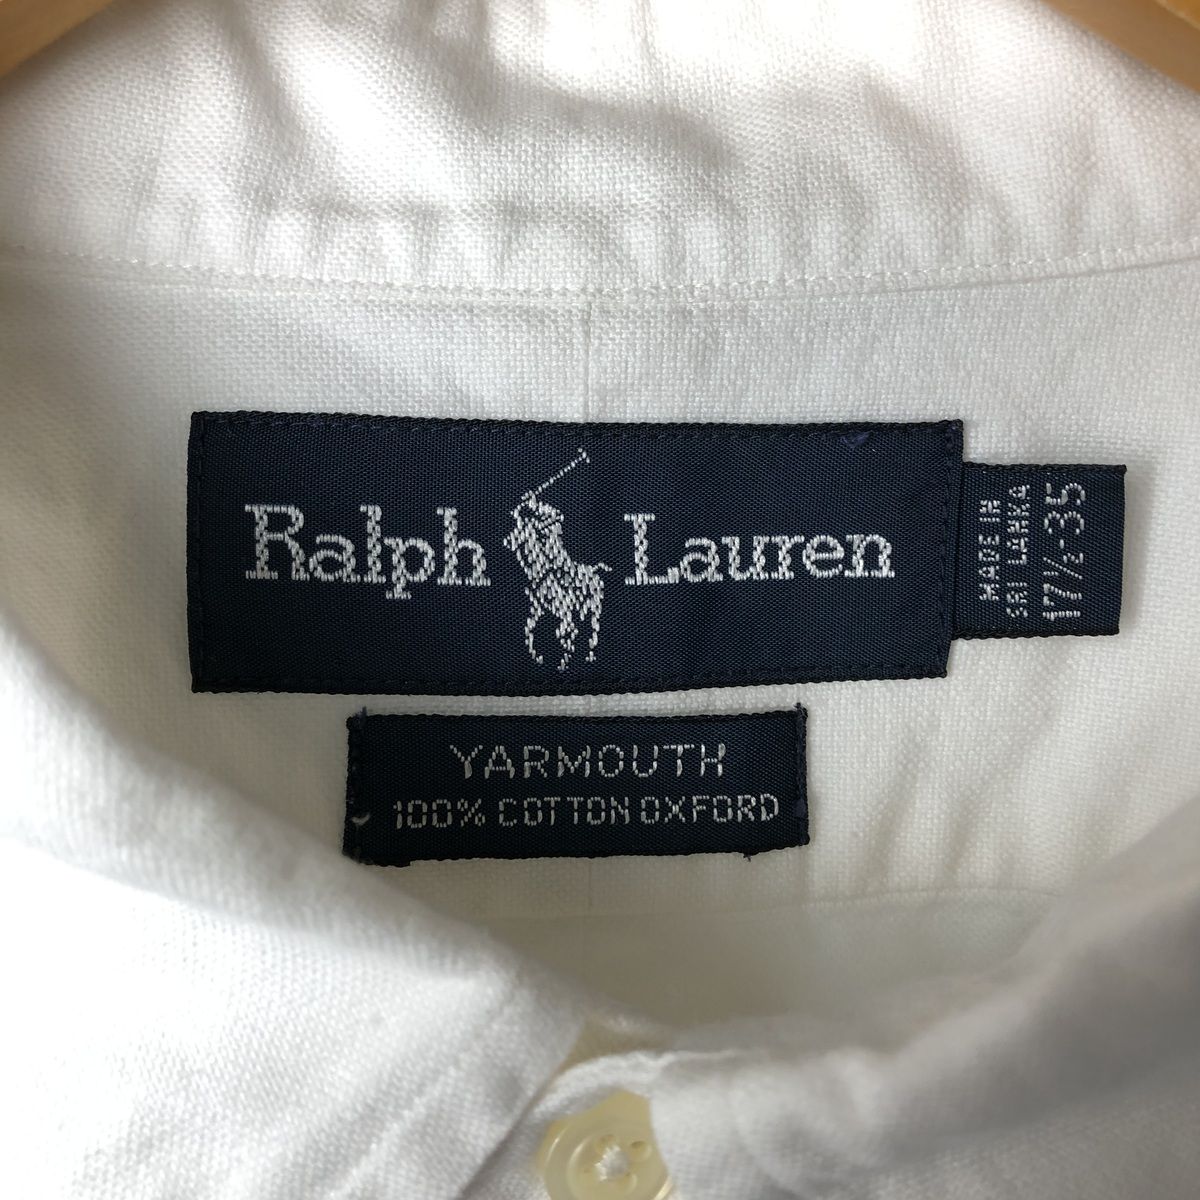 Ralph Lauren
MADE IN
SRI LANKA
17½-35
YARMOUTH
100% COTTON OXFORD